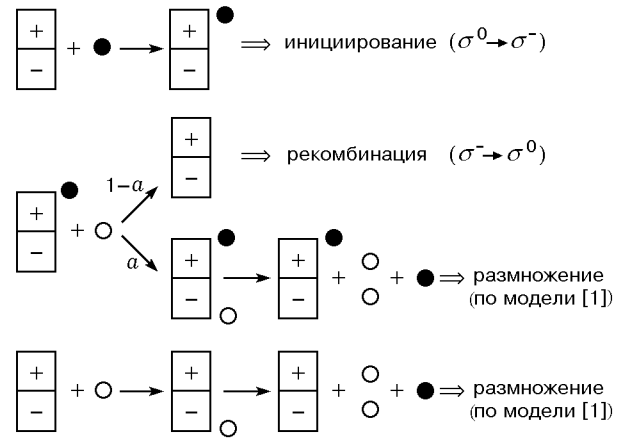 + − + + ⇒ инициирование (σ⁰→σ⁻)
+ − ⇒ рекомбинация (σ⁻→σ⁰)
1−a
+ − +
a
+ − + − + + ⇒ размножение
(по модели [1])
+ − + + − + − + + ⇒ размножение
(по модели [1])